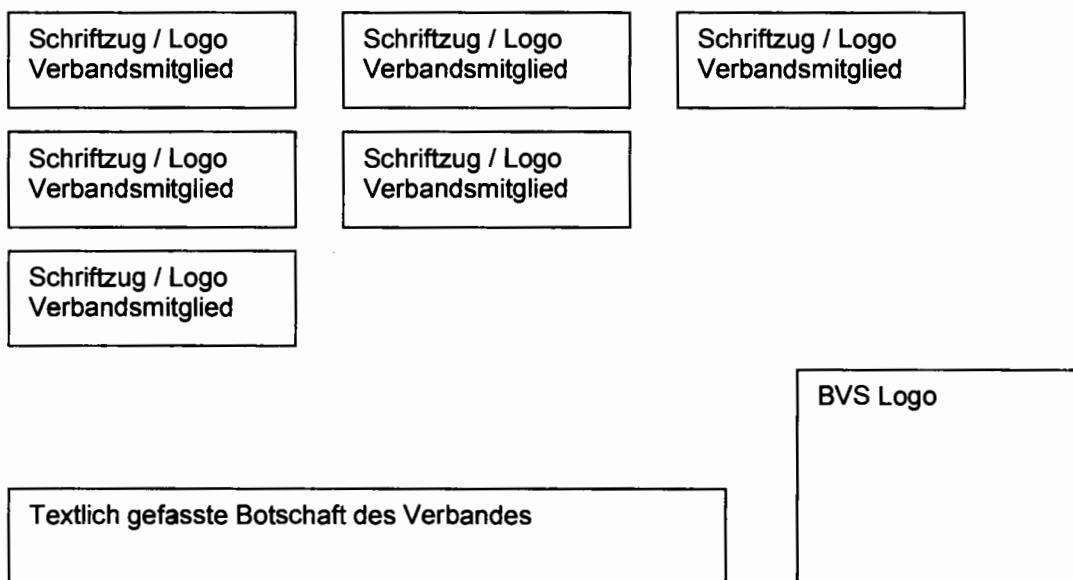 Schriftzug / Logo
Verbandsmitglied
Schriftzug / Logo
Verbandsmitglied
Schriftzug / Logo
Verbandsmitglied
Schriftzug / Logo
Verbandsmitglied
Schriftzug / Logo
Verbandsmitglied
Schriftzug / Logo
Verbandsmitglied
BVS Logo
Textlich gefasste Botschaft des Verbandes